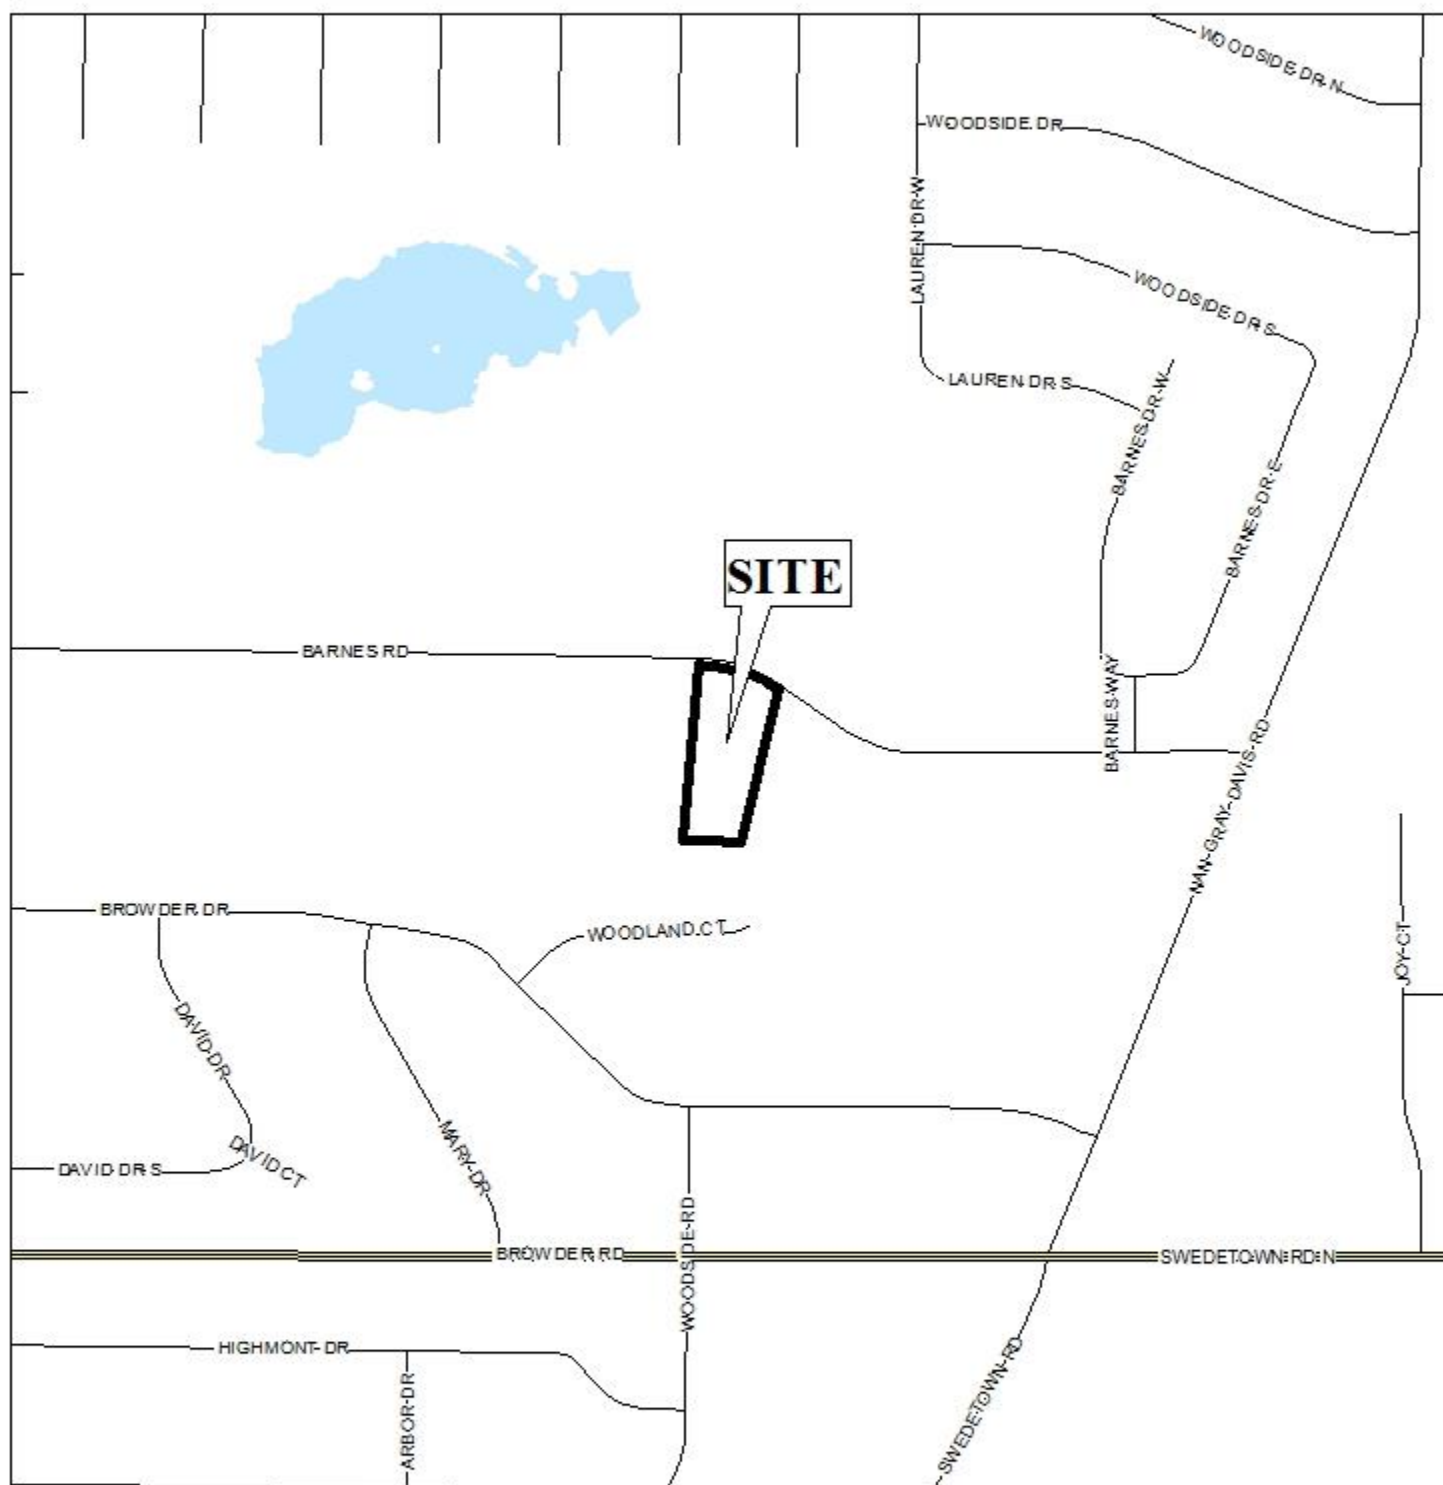 WOODSIDE DR N
WOODSIDE DR
LAUREN DR W
WOODSIDE DR S
LAUREN DR S
BARNES DR W
BARNES DR E
SITE
BARNES RD
BARNES WAY
NAN GRAY DAVIS RD
BROWDER DR
WOODLAND CT
JOY CT
DAVID DR
MARY DR
DAVID CT
DAVID DR S
WOODSIDE RD
BROWDER RD
SWEDETOWN RD N
HIGHMONT DR
ARBOR DR
SWEDETOWN RD